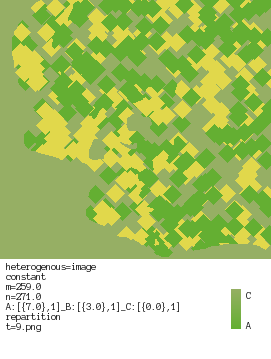 heterogenous=image
constant
m=259.0
n=271.0
A:[{7.0},1]_B:[{3.0},1]_C:[{0.0},1]
repartition
t=9.png
C
A